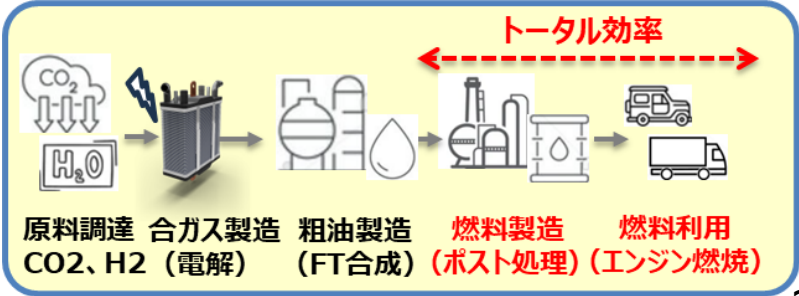 トータル効率
CO2
H2O
原料調達
CO2、H2
合ガス製造
(電解)
粗油製造
(FT合成)
燃料製造
(ポスト処理)
燃料利用
(エンジン燃焼)